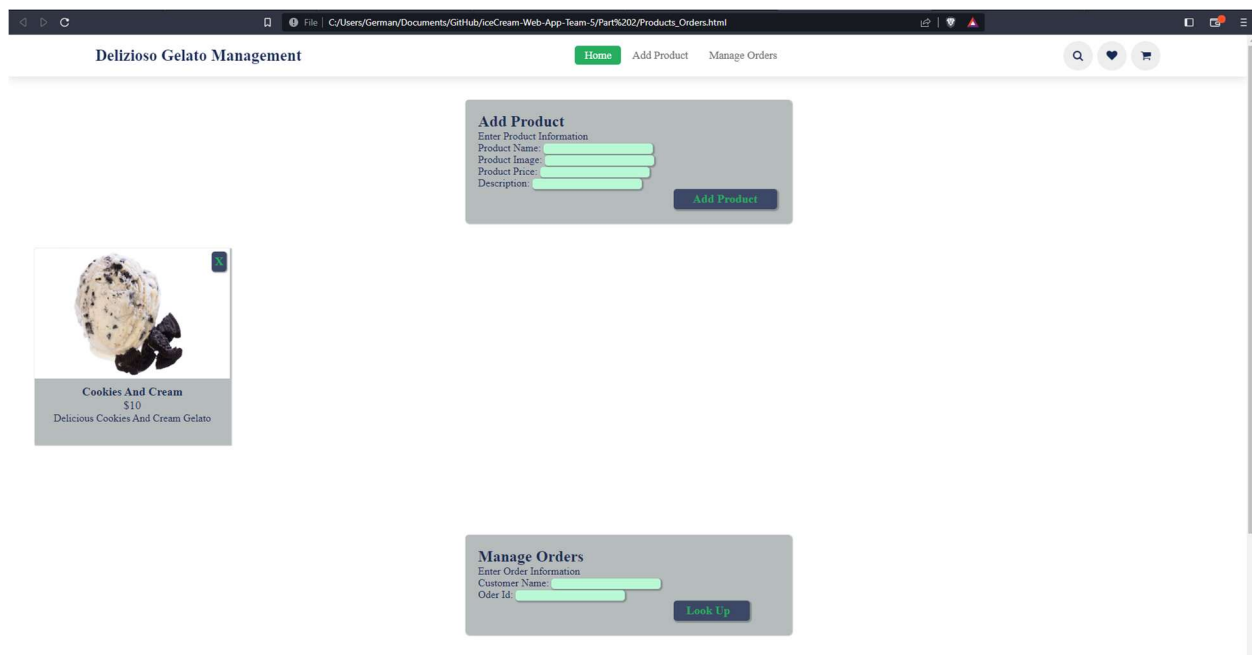 File | C:/Users/German/Documents/GitHub/iceCream-Web-App-Team-5/Part%202/Products_Orders.html
Delizioso Gelato Management Home Add Product Manage Orders
Add Product
Enter Product Information
Product Name:
Product Image:
Product Price:
Description:
Add Product
X
Cookies And Cream
$10
Delicious Cookies And Cream Gelato
Manage Orders
Enter Order Information
Customer Name:
Oder Id:
Look Up